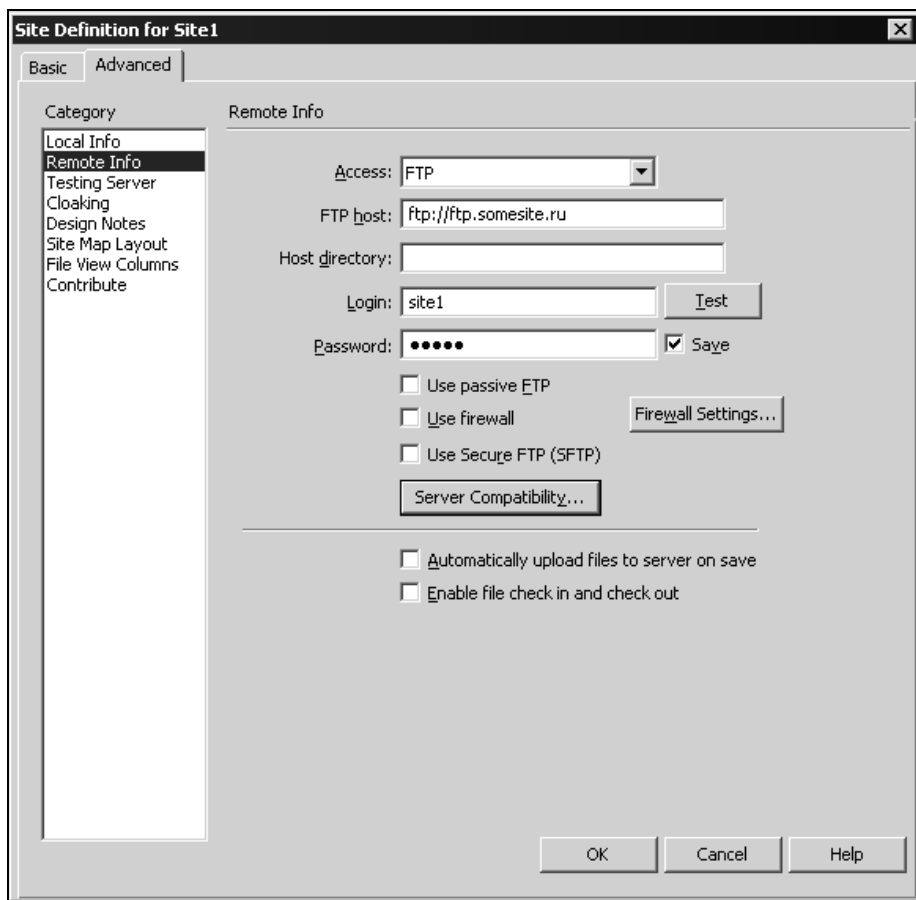 Site Definition for Site1
Basic Advanced
Category
Local Info
Remote Info
Testing Server
Cloaking
Design Notes
Site Map Layout
File View Columns
Contribute
Remote Info
Access: FTP
FTP host: ftp://ftp.somesite.ru
Host directory:
Login: site1 Test
Password: ●●●●● Save
Use passive FTP
Use firewall Firewall Settings...
Use Secure FTP (SFTP)
Server Compatibility...
Automatically upload files to server on save
Enable file check in and check out
OK Cancel Help